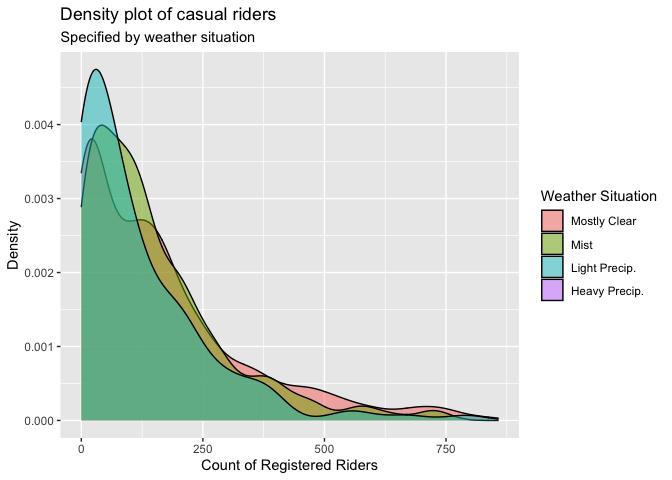 Density plot of casual riders
Specified by weather situation
Density
0.004
0.003
0.002
0.001
0.000
0
250
500
750
Count of Registered Riders
Weather Situation
Mostly Clear
Mist
Light Precip.
Heavy Precip.